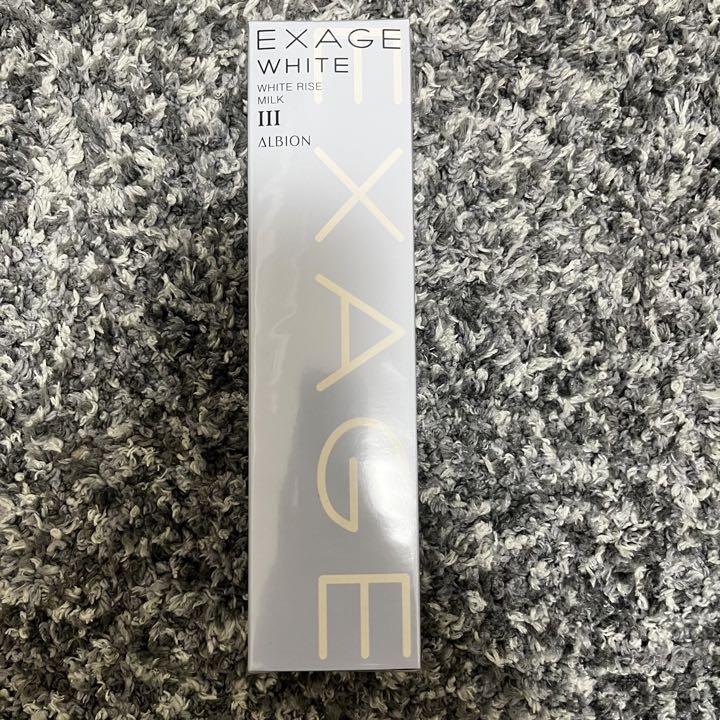 EXAGE
WHITE
WHITE RISE
MILK
III
ALBION
EXAGE